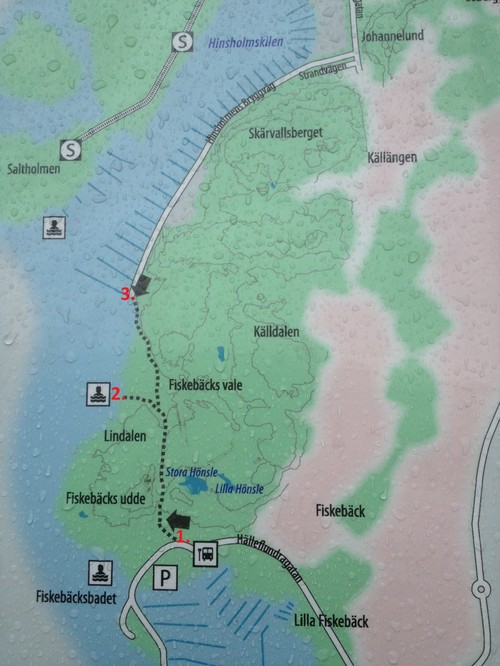 Johannelund
S
Hinsholmskilen
Strandvägen
Hinsholmens Bryggväg
Skärvallsberget
S
Källängen
Saltholmen
3.
Källdalen
2
Fiskebäcks vale
Lindalen
Stora Hönsle
Lilla Hönsle
Fiskebäcks udde
Fiskebäck
1.
Hälleflundragatan
P
Fiskebäcksbadet
Lilla Fiskebäck